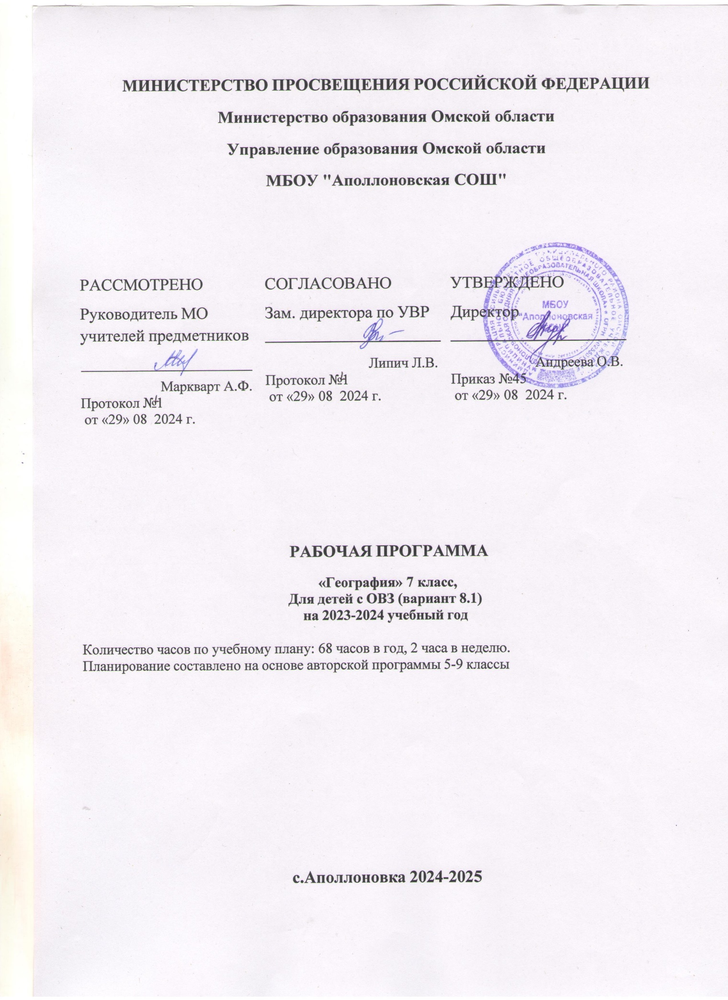 МИНИСТЕРСТВО ПРОСВЕЩЕНИЯ РОССИЙСКОЙ ФЕДЕРАЦИИ
Министерство образования Омской области
Управление образования Омской области
МБОУ "Аполлоновская СОШ"
РАССМОТРЕНО
Руководитель МО
учителей предметников
Маркварт А.Ф.
Протокол №1
от «29» 08 2024 г.
СОГЛАСОВАНО
Зам. директора по УВР
Липич Л.В.
Протокол №1
от «29» 08 2024 г.
УТВЕРЖДЕНО
Директор
Андреева О.В.
Приказ №45
от «29» 08 2024 г.
МБОУ
"Аполлоновская
РАБОЧАЯ ПРОГРАММА
«География» 7 класс,
Для детей с ОВЗ (вариант 8.1)
на 2023-2024 учебный год
Количество часов по учебному плану: 68 часов в год, 2 часа в неделю.
Планирование составлено на основе авторской программы 5-9 классы
с.Аполлоновка 2024-2025